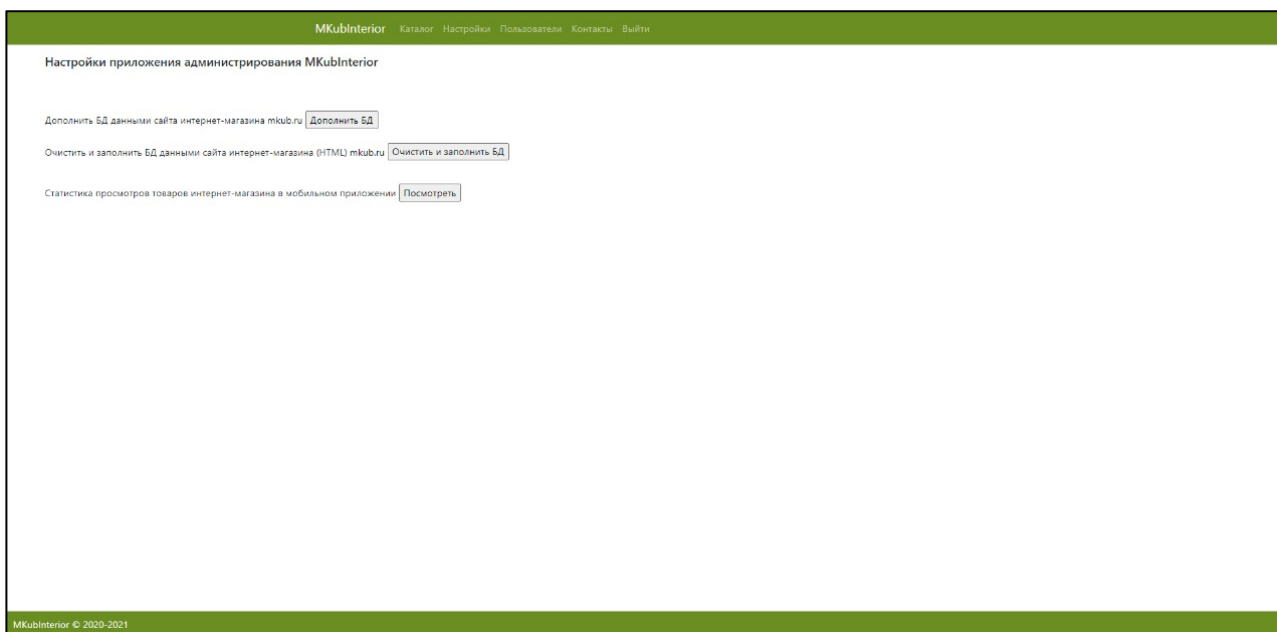 MKubInterior Каталог Настройки Пользователи Контакты Выйти
Настройки приложения администрирования MKubInterior
Дополнить БД данными сайта интернет-магазина mkub.ru Дополнить БД
Очистить и заполнить БД данными сайта интернет-магазина (HTML) mkub.ru Очистить и заполнить БД
Статистика просмотров товаров интернет-магазина в мобильном приложении Посмотреть
MKubInterior © 2020-2021